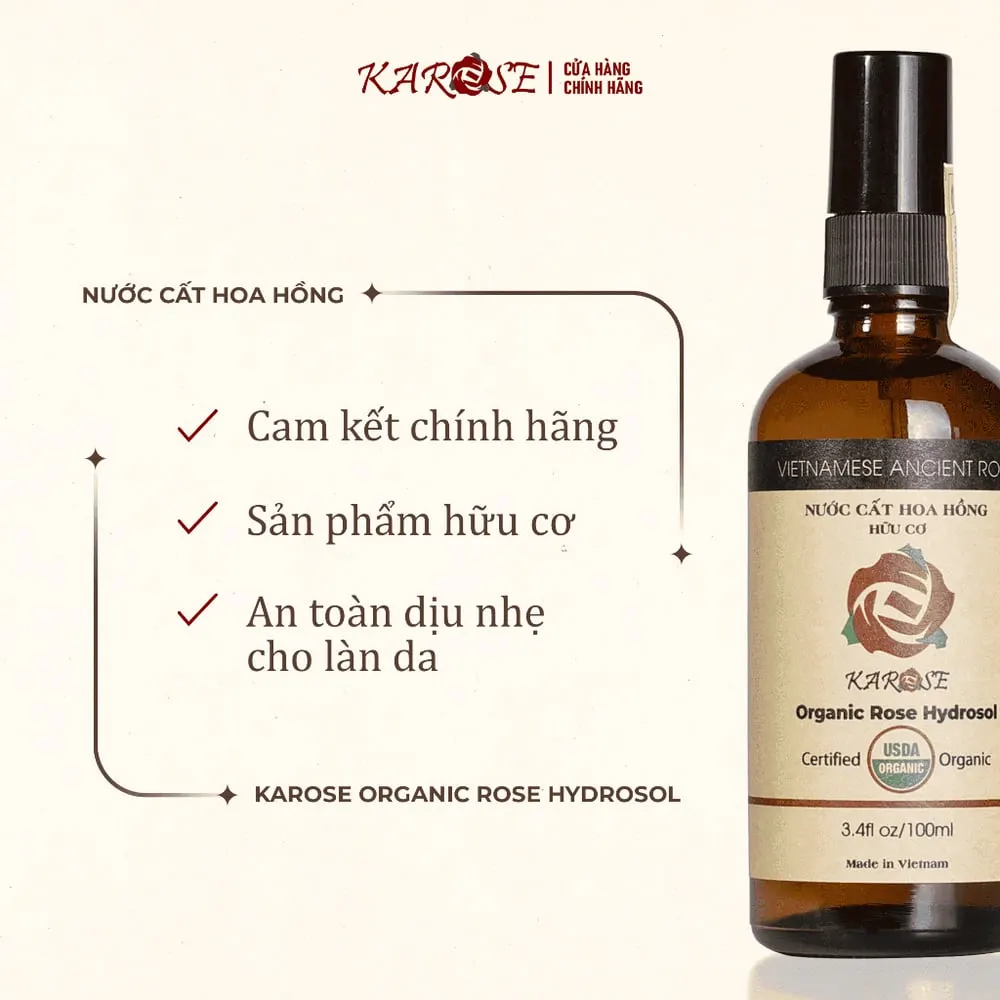 KAROSE
CỬA HÀNG
CHÍNH HÃNG
NƯỚC CẤT HOA HỒNG
Cam kết chính hãng
Sản phẩm hữu cơ
An toàn dịu nhẹ
cho làn da
KAROSE ORGANIC ROSE HYDROSOL
VIETNAMESE ANCIENT RO
NƯỚC CẤT HOA HỒNG
HỮU CƠ
KAROSE
Organic Rose Hydrosol
Certified USDA ORGANIC Organic
3.4fl oz/100ml
Made in Vietnam